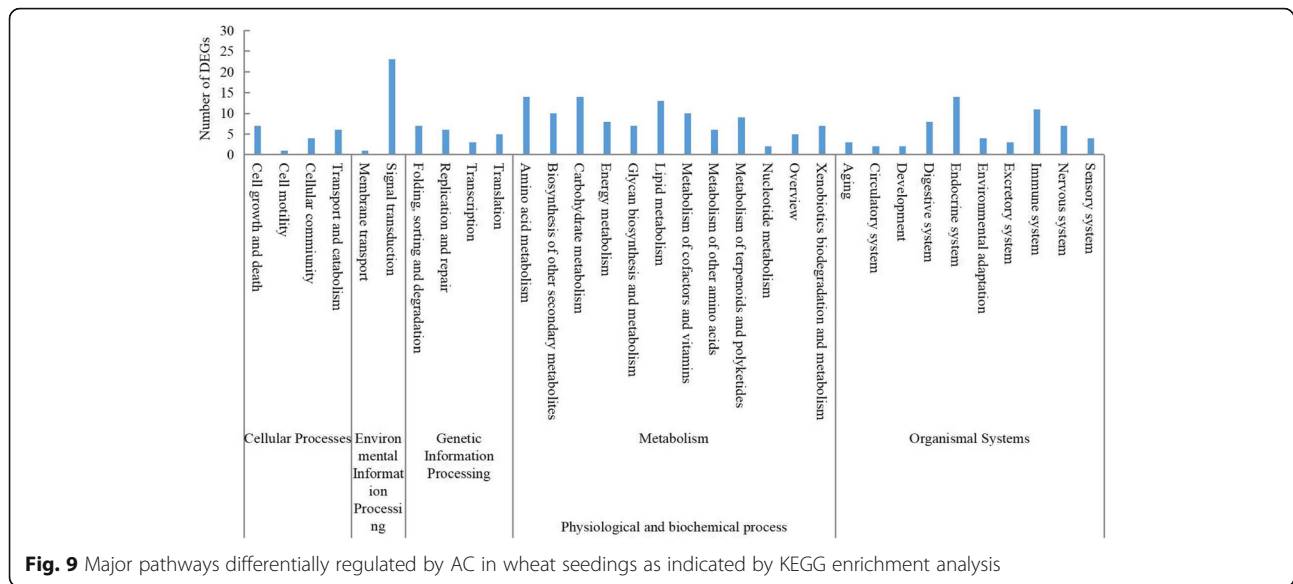 Number of DEGs
30
25
20
15
10
5
0
Cell growth and death
Cell motility
Cellular commiunity
Transport and catabolism
Membrane transport
Signal transduction
Folding, sorting and degradation
Replication and repair
Transcription
Translation
Amino acid metabolism
Biosynthesis of other secondary metabolites
Carbohydrate metabolism
Energy metabolism
Glycan biosynthesis and metabolism
Lipid metabolism
Metabolism of cofactors and vitamins
Metabolism of other amino acids
Metabolism of terpenoids and polyketides
Nucleotide metabolism
Overview
Xenobiotics biodegradation and metabolism
Aging
Circulatory system
Development
Digestive system
Endocrine system
Environmental adaptation
Excretory system
Immune system
Nervous system
Sensory system
Cellular Processes
Environ
mental
Informat
ion
Processi
ng
Genetic
Information
Processing
Metabolism
Organismal Systems
Physiological and biochemical process
Fig. 9 Major pathways differentially regulated by AC in wheat seedings as indicated by KEGG enrichment analysis